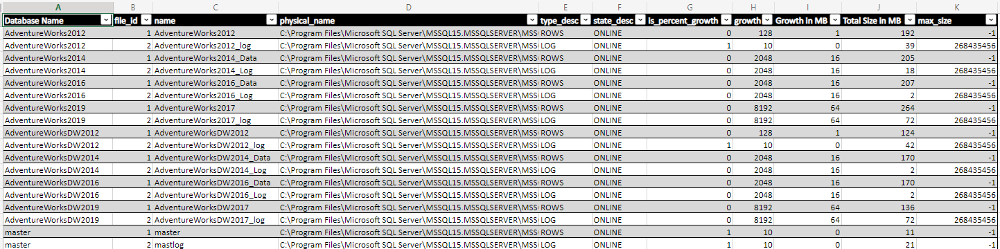 A B C D E F G H I J K
Database Name file_id name physical_name type_desc state_desc is_percent_growth growth Growth in MB Total Size in MB max_size
AdventureWorks2012 1 AdventureWorks2012 C:\Program Files\Microsoft SQL Server\MSSQL15.MSSQLSERVER\MSS ROWS ONLINE 0 128 1 192 -1
AdventureWorks2012 2 AdventureWorks2012_log C:\Program Files\Microsoft SQL Server\MSSQL15.MSSQLSERVER\MSS LOG ONLINE 1 10 0 39 268435456
AdventureWorks2014 1 AdventureWorks2014_Data C:\Program Files\Microsoft SQL Server\MSSQL15.MSSQLSERVER\MSS ROWS ONLINE 0 2048 16 205 -1
AdventureWorks2014 2 AdventureWorks2014_Log C:\Program Files\Microsoft SQL Server\MSSQL15.MSSQLSERVER\MSS LOG ONLINE 0 2048 16 18 268435456
AdventureWorks2016 1 AdventureWorks2016_Data C:\Program Files\Microsoft SQL Server\MSSQL15.MSSQLSERVER\MSS ROWS ONLINE 0 2048 16 207 -1
AdventureWorks2016 2 AdventureWorks2016_Log C:\Program Files\Microsoft SQL Server\MSSQL15.MSSQLSERVER\MSS LOG ONLINE 0 2048 16 2 268435456
AdventureWorks2019 1 AdventureWorks2017 C:\Program Files\Microsoft SQL Server\MSSQL15.MSSQLSERVER\MSS ROWS ONLINE 0 8192 64 264 -1
AdventureWorks2019 2 AdventureWorks2017_log C:\Program Files\Microsoft SQL Server\MSSQL15.MSSQLSERVER\MSS LOG ONLINE 0 8192 64 72 268435456
AdventureWorksDW2012 1 AdventureWorksDW2012 C:\Program Files\Microsoft SQL Server\MSSQL15.MSSQLSERVER\MSS ROWS ONLINE 0 128 1 124 -1
AdventureWorksDW2012 2 AdventureWorksDW2012_log C:\Program Files\Microsoft SQL Server\MSSQL15.MSSQLSERVER\MSS LOG ONLINE 1 10 0 42 268435456
AdventureWorksDW2014 1 AdventureWorksDW2014_Data C:\Program Files\Microsoft SQL Server\MSSQL15.MSSQLSERVER\MSS ROWS ONLINE 0 2048 16 170 -1
AdventureWorksDW2014 2 AdventureWorksDW2014_Log C:\Program Files\Microsoft SQL Server\MSSQL15.MSSQLSERVER\MSS LOG ONLINE 0 2048 16 2 268435456
AdventureWorksDW2016 1 AdventureWorksDW2016_Data C:\Program Files\Microsoft SQL Server\MSSQL15.MSSQLSERVER\MSS ROWS ONLINE 0 2048 16 170 -1
AdventureWorksDW2016 2 AdventureWorksDW2016_Log C:\Program Files\Microsoft SQL Server\MSSQL15.MSSQLSERVER\MSS LOG ONLINE 0 2048 16 2 268435456
AdventureWorksDW2019 1 AdventureWorksDW2017 C:\Program Files\Microsoft SQL Server\MSSQL15.MSSQLSERVER\MSS ROWS ONLINE 0 8192 64 136 -1
AdventureWorksDW2019 2 AdventureWorksDW2017_log C:\Program Files\Microsoft SQL Server\MSSQL15.MSSQLSERVER\MSS LOG ONLINE 0 8192 64 72 268435456
master 1 master C:\Program Files\Microsoft SQL Server\MSSQL15.MSSQLSERVER\MSS ROWS ONLINE 1 10 0 11 -1
master 2 mastlog C:\Program Files\Microsoft SQL Server\MSSQL15.MSSQLSERVER\MSS LOG ONLINE 1 10 0 21 -1